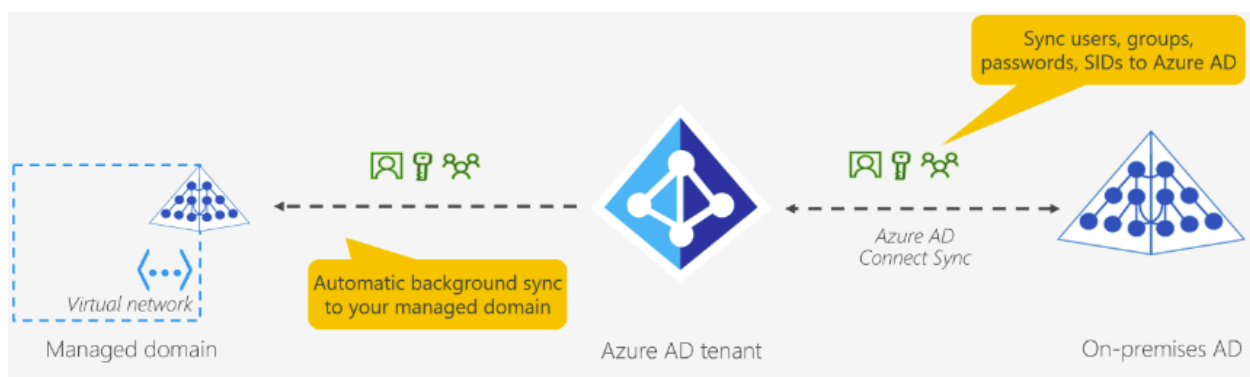 Sync users, groups,
passwords, SIDs to Azure AD
Azure AD
Connect Sync
Automatic background sync
to your managed domain
Virtual network
Managed domain
Azure AD tenant
On-premises AD